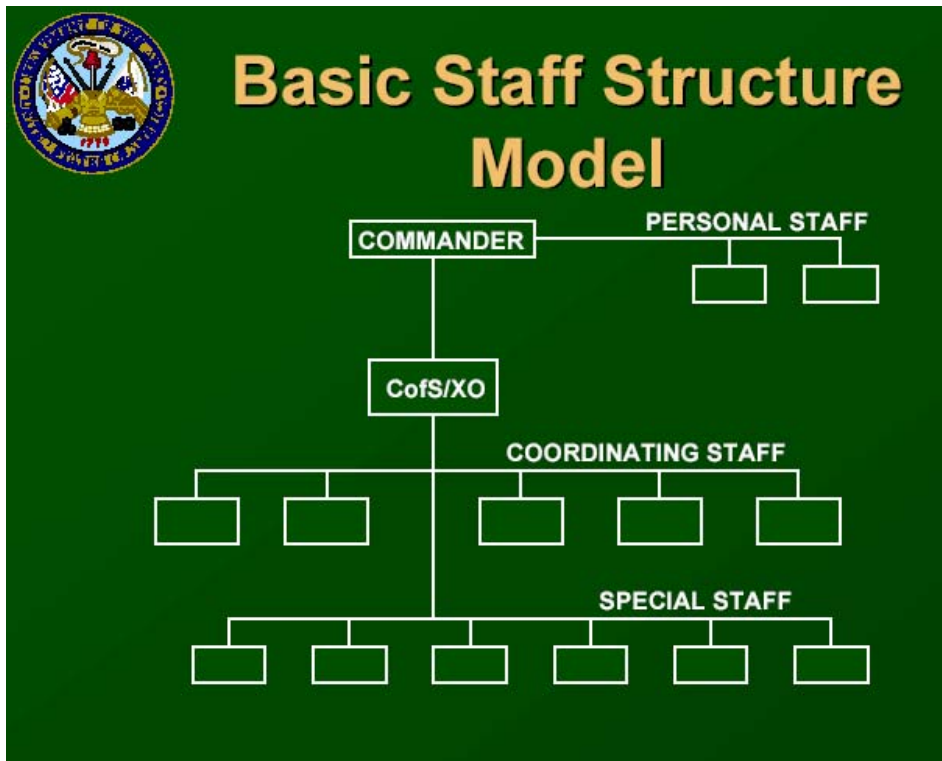 Basic Staff Structure
Model
PERSONAL STAFF
COMMANDER
CofS/XO
COORDINATING STAFF
SPECIAL STAFF